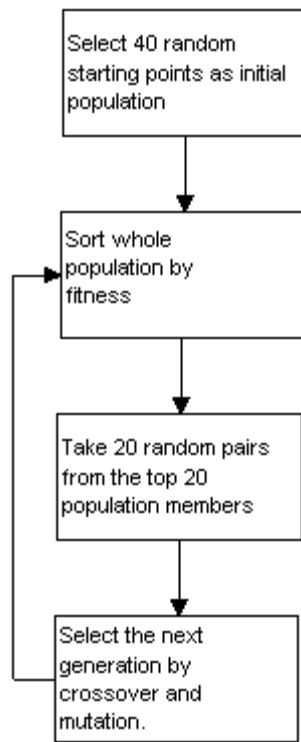 Select 40 random
starting points as initial
population
Sort whole
population by
fitness
Take 20 random pairs
from the top 20
population members
Select the next
generation by
crossover and
mutation.